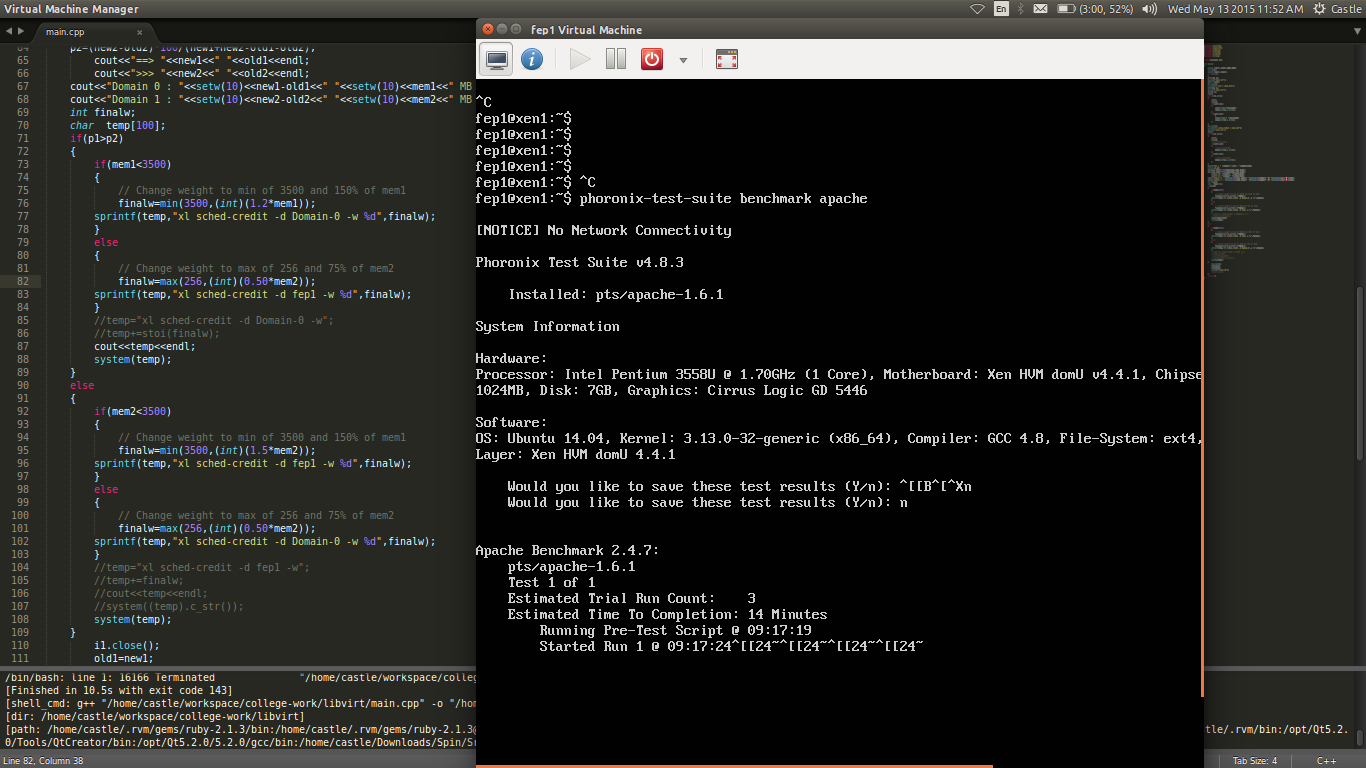 Virtual Machine Manager
En
(3:00, 52%)
Wed May 13 2015 11:52 AM
Castle
main.cpp
64 p2=(new2-old2)*100/(new1+new2-old1-old2);
65 cout<<"==> "<<new1<<" "<<old1<<endl;
66 cout<<">>> "<<new2<<" "<<old2<<endl;
67 cout<<"Domain 0 : "<<setw(10)<<new1-old1<<" "<<setw(10)<<mem1<<" MB
68 cout<<"Domain 1 : "<<setw(10)<<new2-old2<<" "<<setw(10)<<mem2<<" MB
69 int finalw;
70 char temp[100];
71 if(p1>p2)
72 {
73 if(mem1<3500)
74 {
75 // Change weight to min of 3500 and 150% of mem1
76 finalw=min(3500,(int)(1.2*mem1));
77 sprintf(temp,"xl sched-credit -d Domain-0 -w %d",finalw);
78 }
79 else
80 {
81 // Change weight to max of 256 and 75% of mem2
82 finalw=max(256,(int)(0.50*mem2));
83 sprintf(temp,"xl sched-credit -d fep1 -w %d",finalw);
84 }
85 //temp="xl sched-credit -d Domain-0 -w";
86 //temp+=stoi(finalw);
87 cout<<temp<<endl;
88 system(temp);
89 }
90 else
91 {
92 if(mem2<3500)
93 {
94 // Change weight to min of 3500 and 150% of mem1
95 finalw=min(3500,(int)(1.5*mem2));
96 sprintf(temp,"xl sched-credit -d fep1 -w %d",finalw);
97 }
98 else
99 {
100 // Change weight to max of 256 and 75% of mem2
101 finalw=max(256,(int)(0.50*mem2));
102 sprintf(temp,"xl sched-credit -d Domain-0 -w %d",finalw);
103 }
104 //temp="xl sched-credit -d fep1 -w";
105 //temp+=finalw;
106 //cout<<temp<<endl;
107 //system((temp).c_str());
108 system(temp);
109 }
110 i1.close();
111 old1=new1;
/bin/bash: line 1: 16166 Terminated "/home/castle/workspace/colleg
[Finished in 10.5s with exit code 143]
[shell_cmd: g++ "/home/castle/workspace/college-work/libvirt/main.cpp" -o "/hom
[dir: /home/castle/workspace/college-work/libvirt]
[path: /home/castle/.rvm/gems/ruby-2.1.3/bin:/home/castle/.rvm/gems/ruby-2.1.3@
stle/.rvm/bin:/opt/Qt5.2.
0/Tools/QtCreator/bin:/opt/Qt5.2.0/5.2.0/gcc/bin:/home/castle/Downloads/Spin/Sr
Line 82, Column 38
Tab Size: 4
C++
fep1 Virtual Machine
^C
fep1@xen1:~$
fep1@xen1:~$
fep1@xen1:~$
fep1@xen1:~$
fep1@xen1:~$ ^C
fep1@xen1:~$ phoronix-test-suite benchmark apache
[NOTICE] No Network Connectivity
Phoronix Test Suite v4.8.3
Installed: pts/apache-1.6.1
System Information
Hardware:
Processor: Intel Pentium 3558U @ 1.70GHz (1 Core), Motherboard: Xen HVM domU v4.4.1, Chipse
1024MB, Disk: 7GB, Graphics: Cirrus Logic GD 5446
Software:
OS: Ubuntu 14.04, Kernel: 3.13.0-32-generic (x86_64), Compiler: GCC 4.8, File-System: ext4,
Layer: Xen HVM domU 4.4.1
Would you like to save these test results (Y/n): ^[[B^[^[^Xn
Would you like to save these test results (Y/n): n
Apache Benchmark 2.4.7:
pts/apache-1.6.1
Test 1 of 1
Estimated Trial Run Count: 3
Estimated Time To Completion: 14 Minutes
Running Pre-Test Script @ 09:17:19
Started Run 1 @ 09:17:24^[[24~^[[24~^[[24~^[[24~